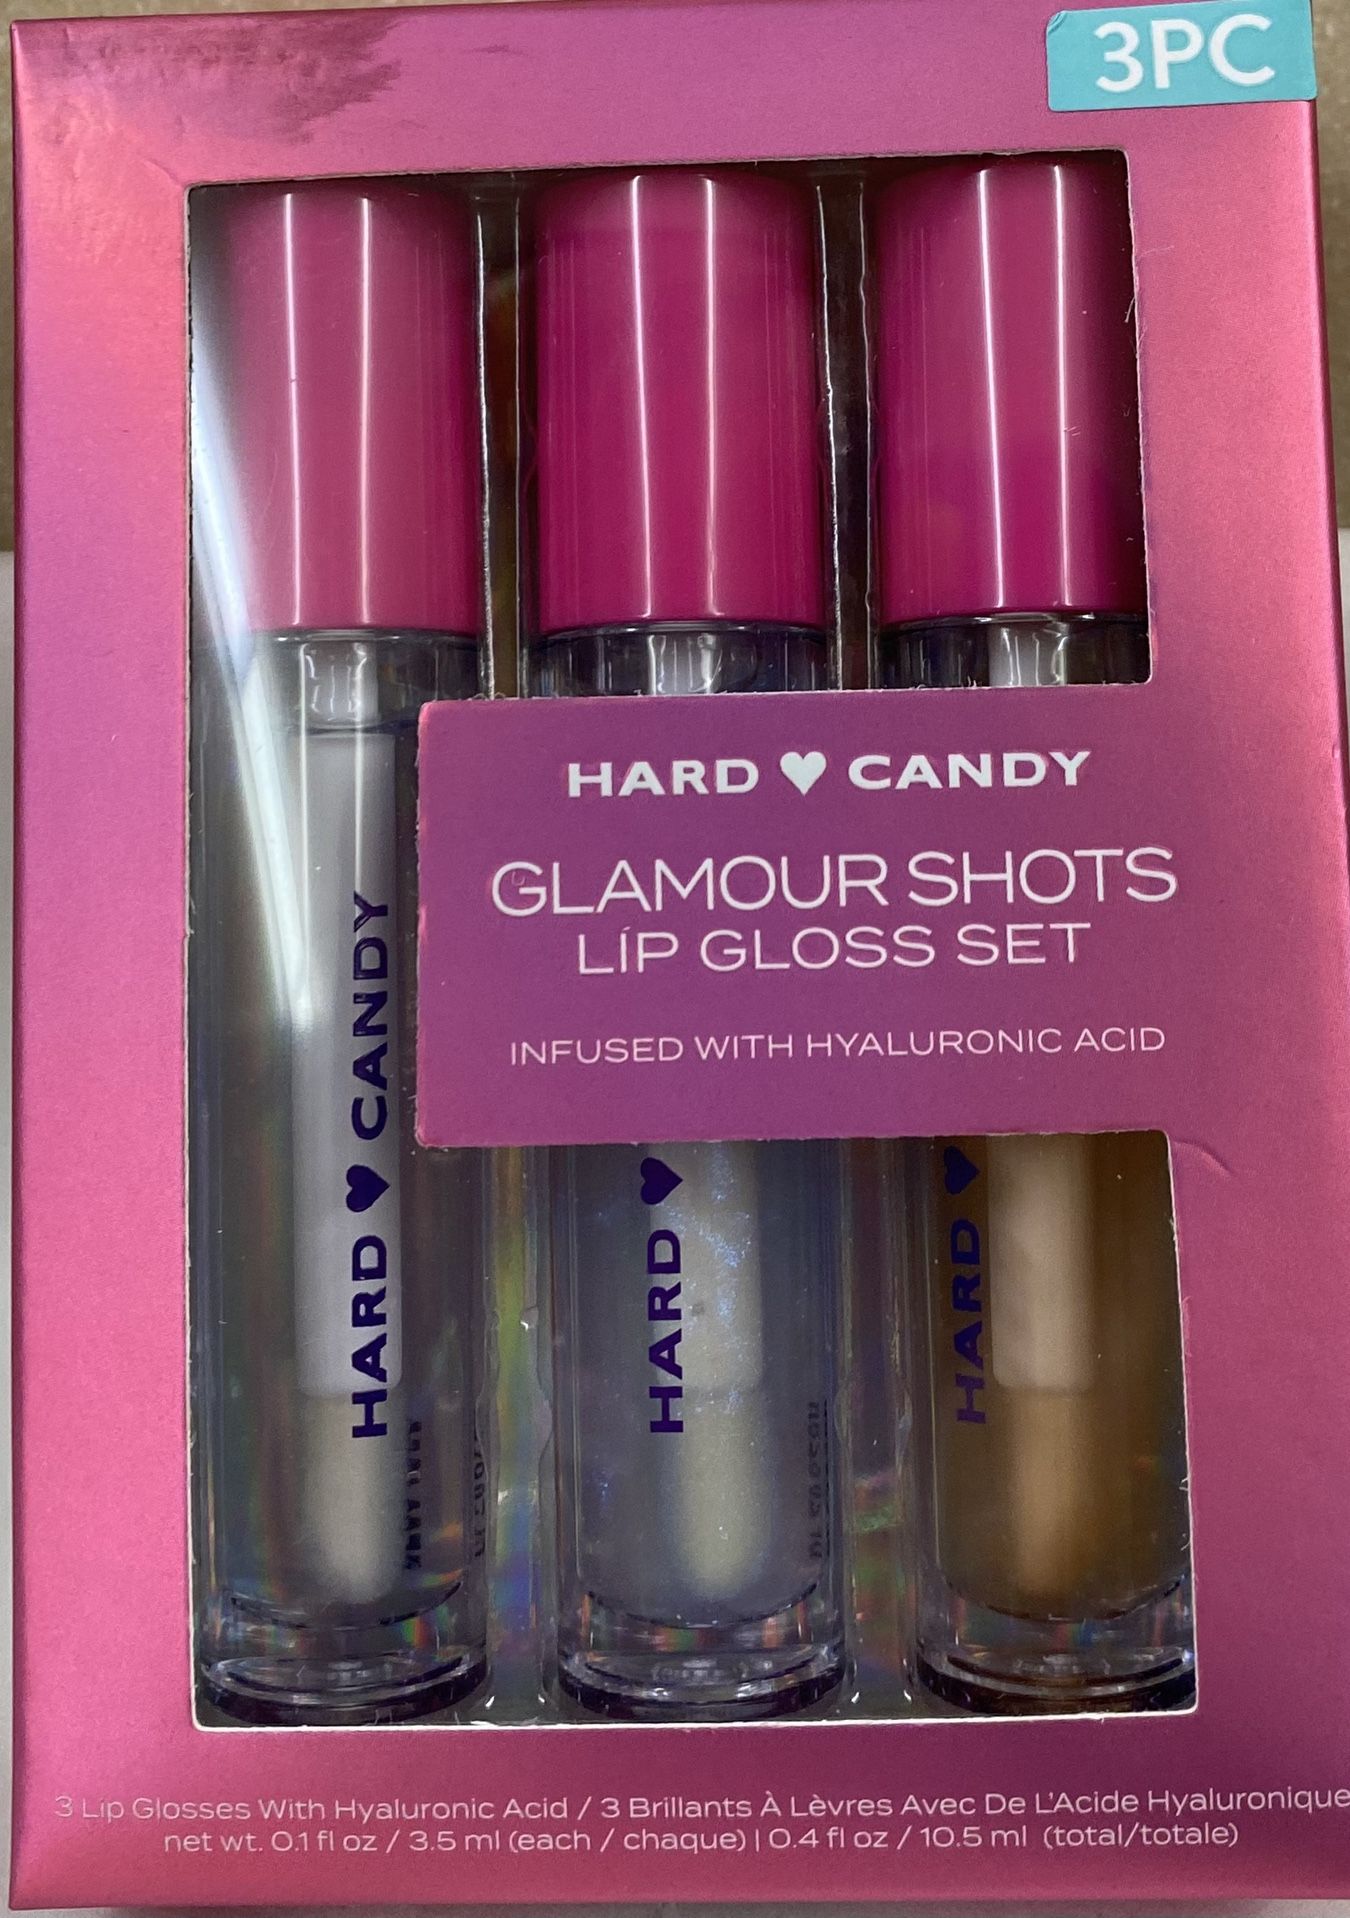 3PC
HARD ♥ CANDY
GLAMOUR SHOTS
LIP GLOSS SET
INFUSED WITH HYALURONIC ACID
HARD ♥ CANDY
HARD ♥
HARD ♥
3 Lip Glosses With Hyaluronic Acid / 3 Brillants À Lèvres Avec De L'Acide Hyaluronique
net wt. 0.1 fl oz / 3.5 ml (each / chaque) | 0.4 fl oz / 10.5 ml (total/totale)